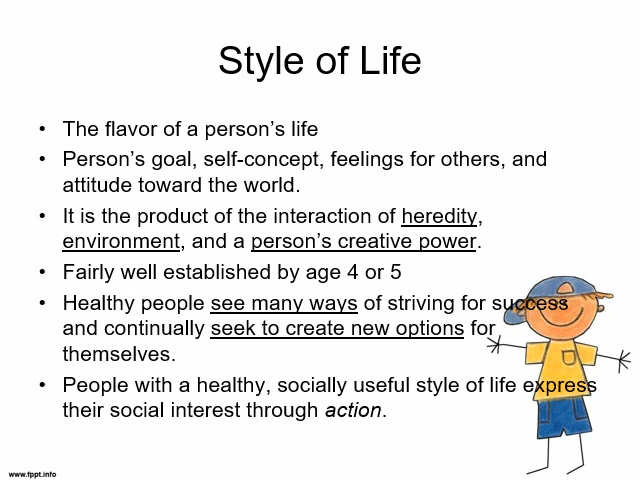 Style of Life
• The flavor of a person's life
• Person's goal, self-concept, feelings for others, and
attitude toward the world.
• It is the product of the interaction of heredity,
environment, and a person's creative power.
• Fairly well established by age 4 or 5
• Healthy people see many ways of striving for success
and continually seek to create new options for
themselves.
• People with a healthy, socially useful style of life express
their social interest through action.
www.fppt.info